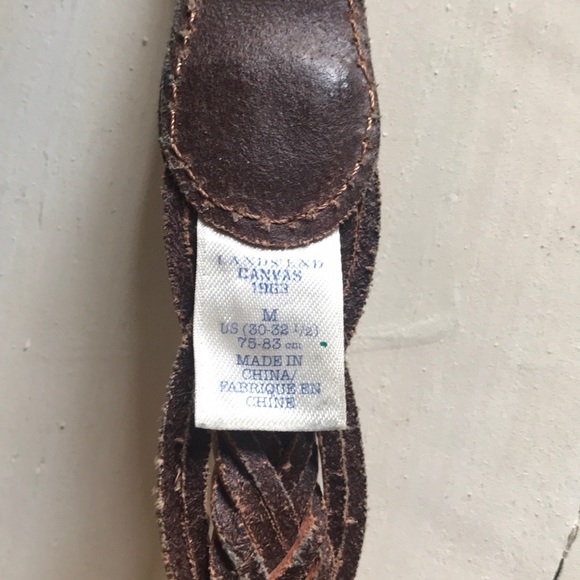 LANDS' END
CANVAS
1963
M
US (30-32 1/2)
75-83 cm
MADE IN
CHINA/
FABRIQUE EN
CHINE